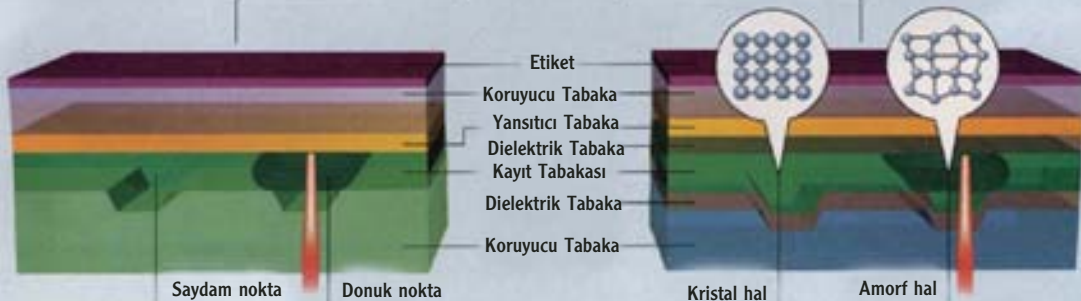 Etiket
Koruyucu Tabaka
Yansıtıcı Tabaka
Dielektrik Tabaka
Kayıt Tabakası
Dielektrik Tabaka
Koruyucu Tabaka
Saydam nokta
Donuk nokta
Kristal hal
Amorf hal